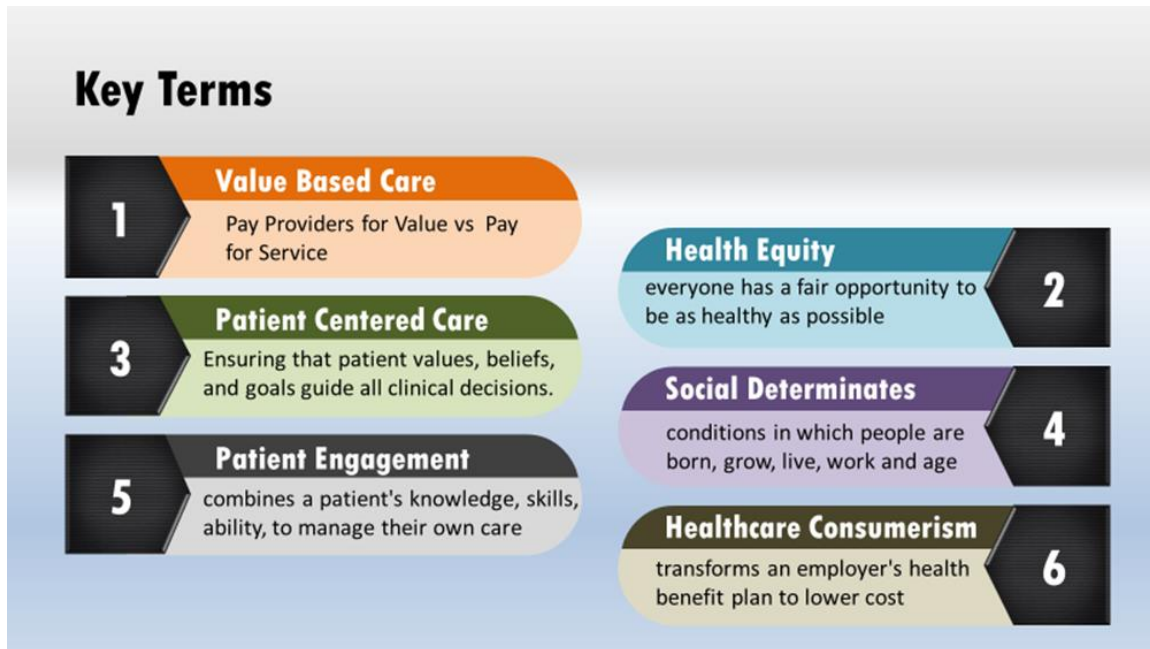 Key Terms
1
Value Based Care
Pay Providers for Value vs Pay
for Service
2
Health Equity
everyone has a fair opportunity to
be as healthy as possible
3
Patient Centered Care
Ensuring that patient values, beliefs,
and goals guide all clinical decisions.
4
Social Determinates
conditions in which people are
born, grow, live, work and age
5
Patient Engagement
combines a patient's knowledge, skills,
ability, to manage their own care
6
Healthcare Consumerism
transforms an employer's health
benefit plan to lower cost